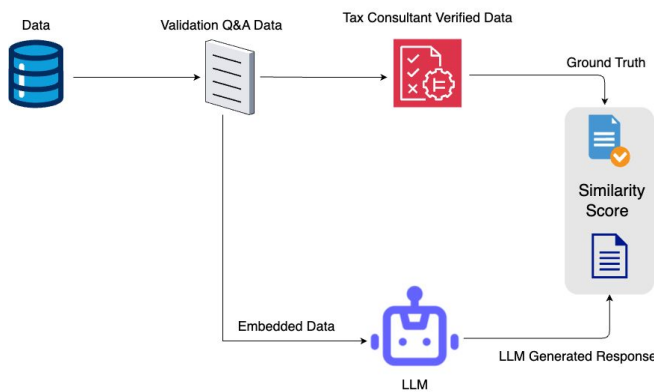 Data
Validation Q&A Data
Tax Consultant Verified Data
Ground Truth
Similarity
Score
Embedded Data
LLM Generated Response
LLM